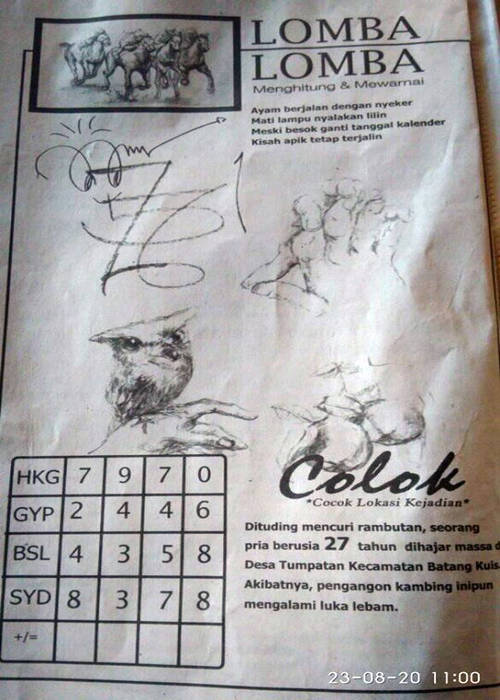 LOMBA
LOMBA
Menghitung & Mewarnai
Ayam berjalan dengan nyeker
Mati lampu nyalakan lilin
Meski besok ganti tanggal kalender
Kisah apik tetap terjalin
HKG 7 9 7 0
GYP 2 4 4 6
BSL 4 3 5 8
SYD 8 3 7 8
+/=
Colok
*Cocok Lokasi Kejadian*
Dituding mencuri rambutan, seorang
pria berusia 27 tahun dihajar massa d
Desa Tumpatan Kecamatan Batang Kuis
Akibatnya, pengangon kambing inipun
mengalami luka lebam.
23-08-20 11:00